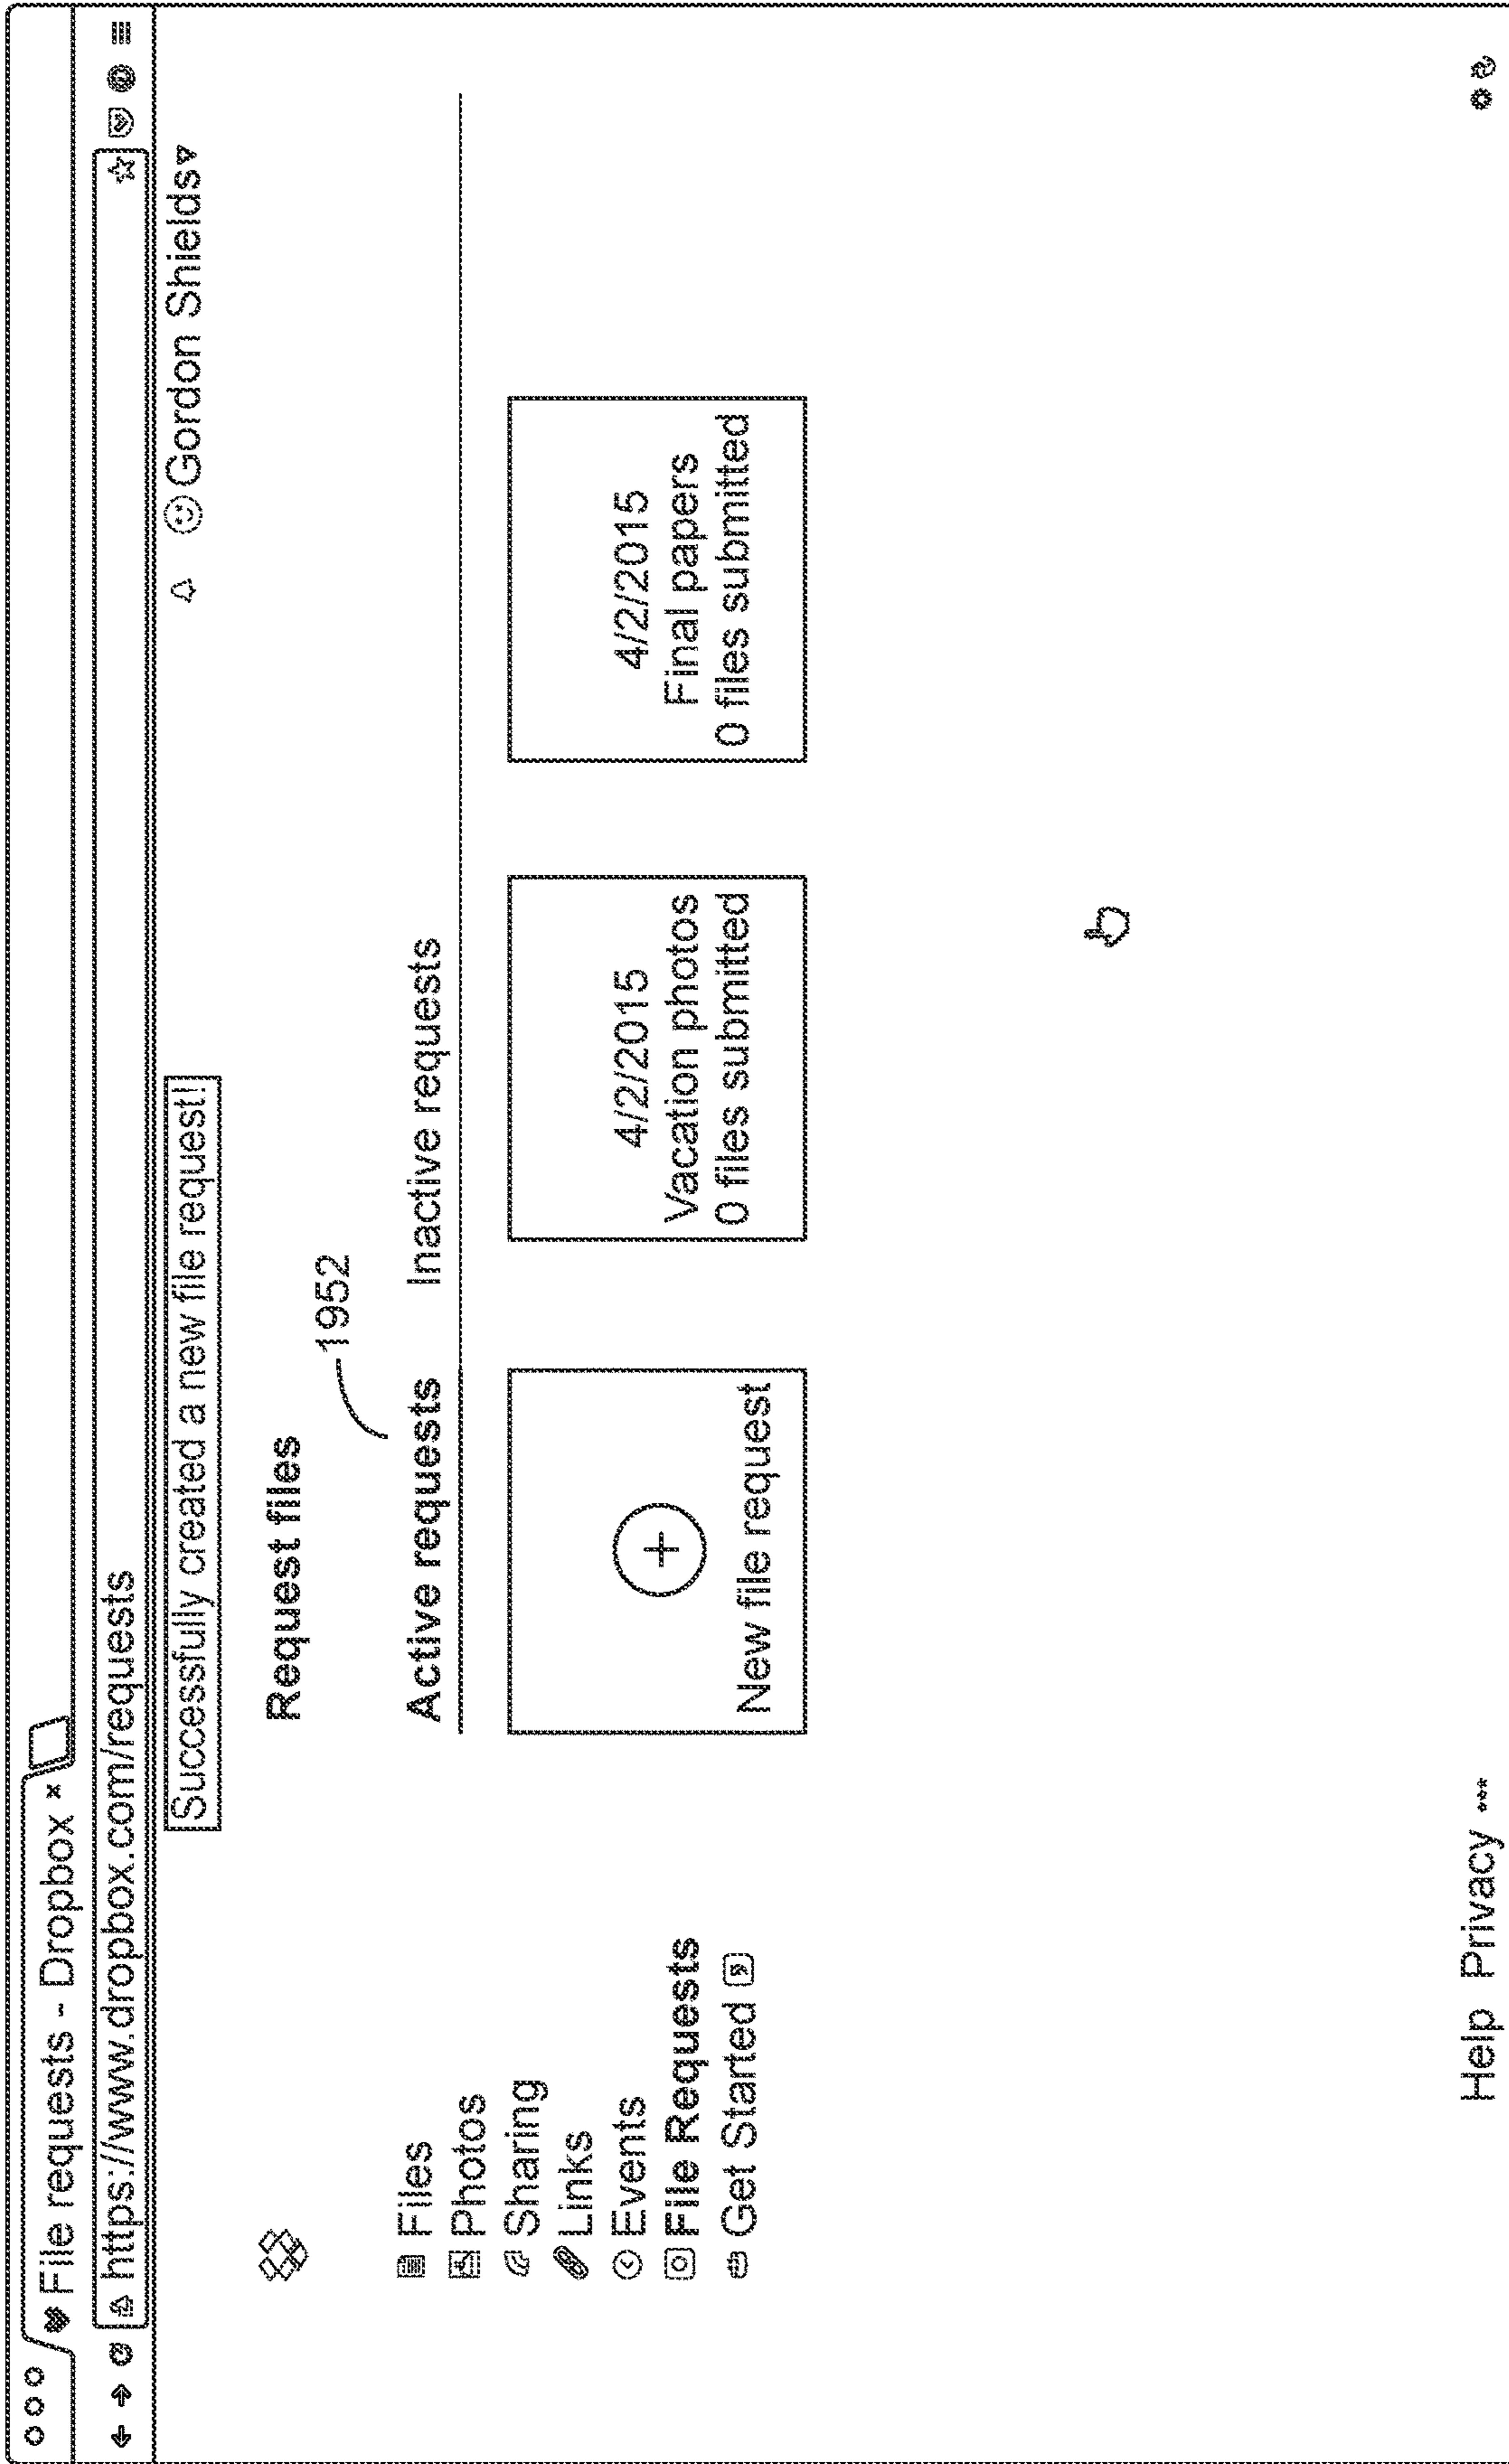 File requests - Dropbox ×
https://www.dropbox.com/requests
Successfully created a new file request!
Gordon Shields
Request files
1952
Active requests Inactive requests
Files
Photos
Sharing
Links
Events
File Requests
Get Started
New file request
4/2/2015
Vacation photos
0 files submitted
4/2/2015
Final papers
0 files submitted
Help Privacy